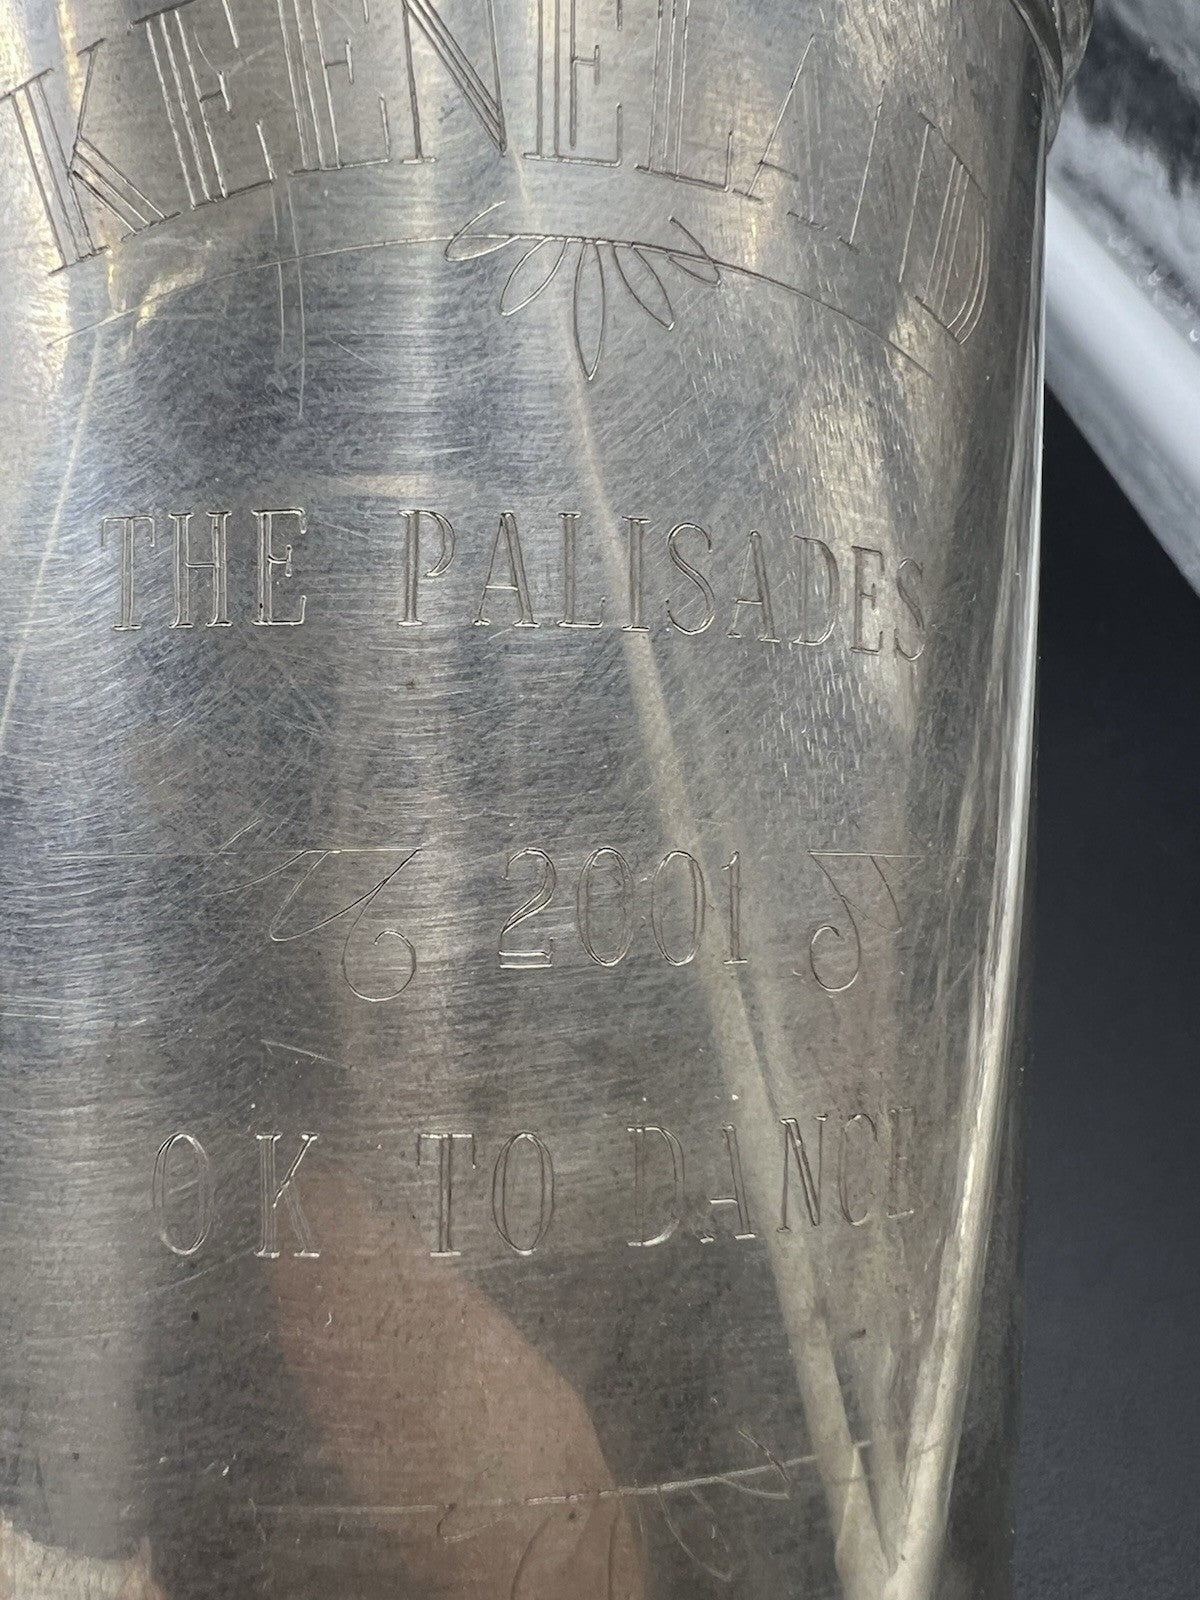 KEENELAND
THE PALISADES
2001
OK TO DANCE